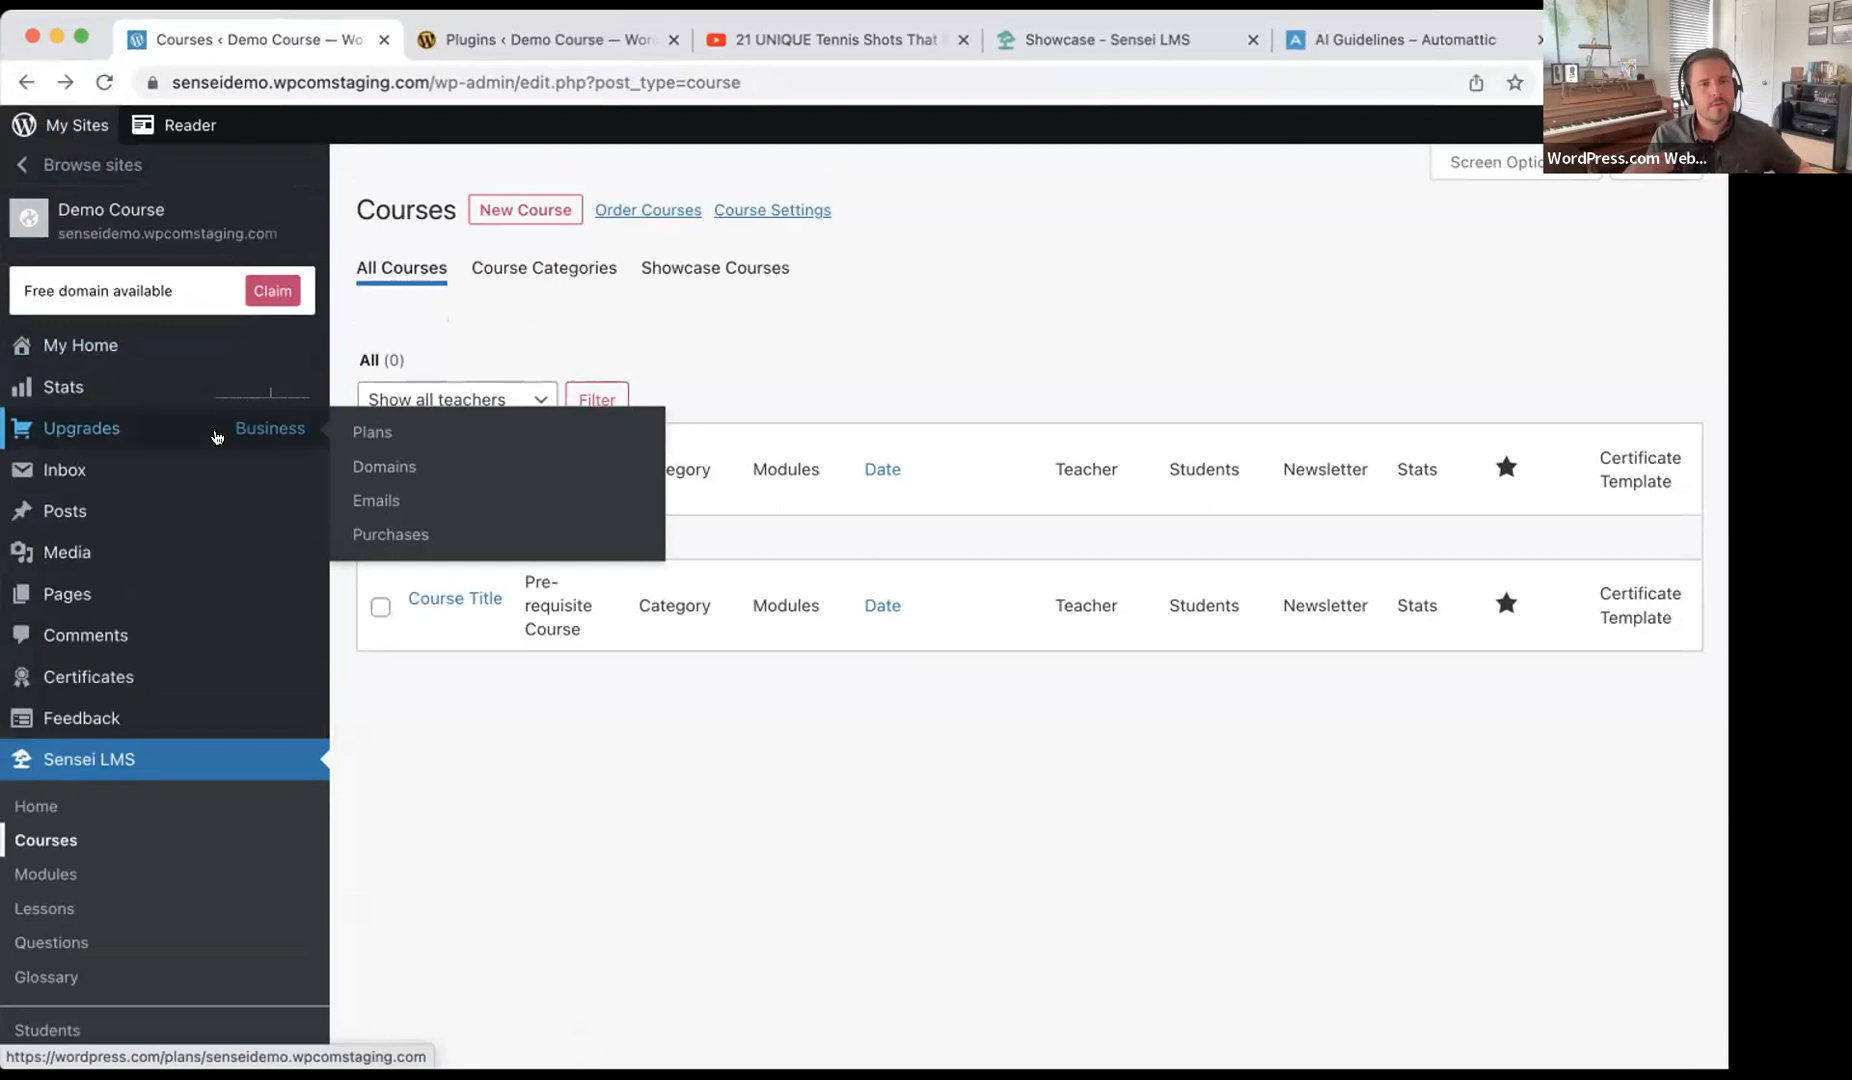 Courses ‹ Demo Course — Wo
Plugins ‹ Demo Course — Wor
21 UNIQUE Tennis Shots That
Showcase - Sensei LMS
AI Guidelines – Automattic
senseidemo.wpcomstaging.com/wp-admin/edit.php?post_type=course
WordPress.com Web...
My Sites
Reader
Browse sites
Demo Course
senseidemo.wpcomstaging.com
Free domain available
Claim
My Home
Stats
Upgrades
Business
Inbox
Posts
Media
Pages
Comments
Certificates
Feedback
Sensei LMS
Home
Courses
Modules
Lessons
Questions
Glossary
Students
https://wordpress.com/plans/senseidemo.wpcomstaging.com
Plans
Domains
Emails
Purchases
Screen Optio
Courses
New Course
Order Courses
Course Settings
All Courses
Course Categories
Showcase Courses
All (0)
Show all teachers
Filter
egory
Modules
Date
Teacher
Students
Newsletter
Stats
Certificate
Template
Course Title
Pre-
requisite
Course
Category
Modules
Date
Teacher
Students
Newsletter
Stats
Certificate
Template